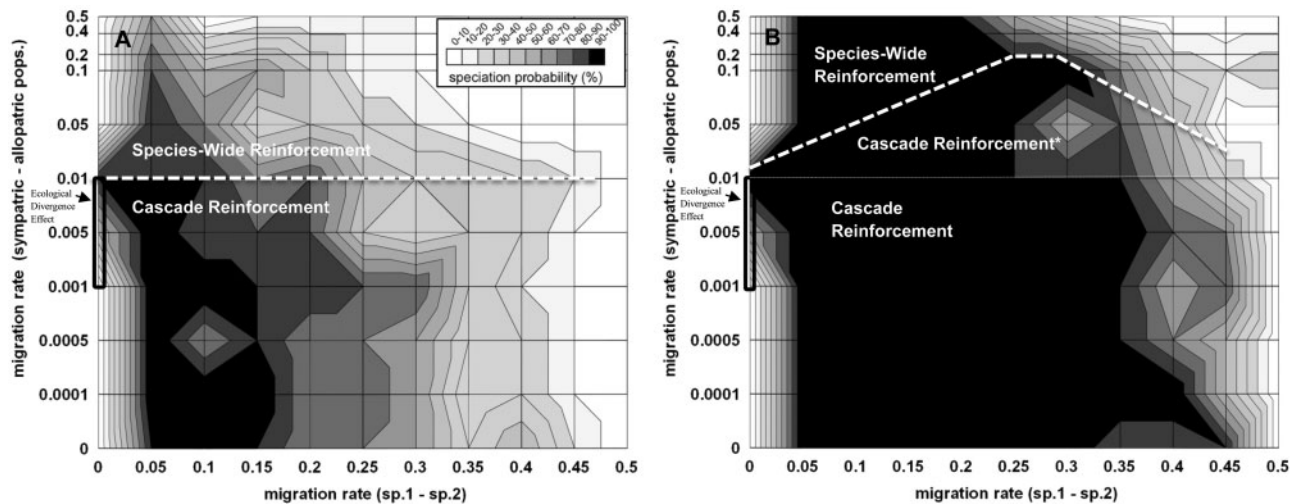 A
0-10
10-20
20-30
30-40
40-50
50-60
60-70
70-80
80-90
90-100
speciation probability (%)
Species-Wide Reinforcement
Cascade Reinforcement
Ecological
Divergence
Effect
migration rate (sympatric - allopatric pops.)
0.5
0.4
0.2
0.1
0.05
0.01
0.005
0.001
0.0005
0.0001
0
0 0.05 0.1 0.15 0.2 0.25 0.3 0.35 0.4 0.45 0.5
migration rate (sp.1 - sp.2)
B
Species-Wide
Reinforcement
Cascade Reinforcement*
Cascade
Reinforcement
Ecological
Divergence
Effect
migration rate (sympatric - allopatric pops.)
0.5
0.4
0.2
0.1
0.05
0.01
0.005
0.001
0.0005
0.0001
0
0 0.05 0.1 0.15 0.2 0.25 0.3 0.35 0.4 0.45 0.5
migration rate (sp.1 - sp.2)